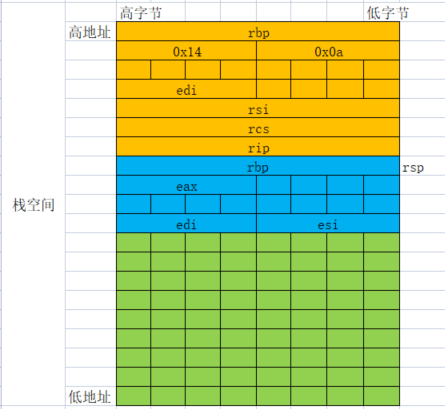 高字节 低字节
高地址 rbp
0x14 0x0a
edi
rsi
rcs
rip
rbp rsp
eax
栈空间
edi esi
低地址